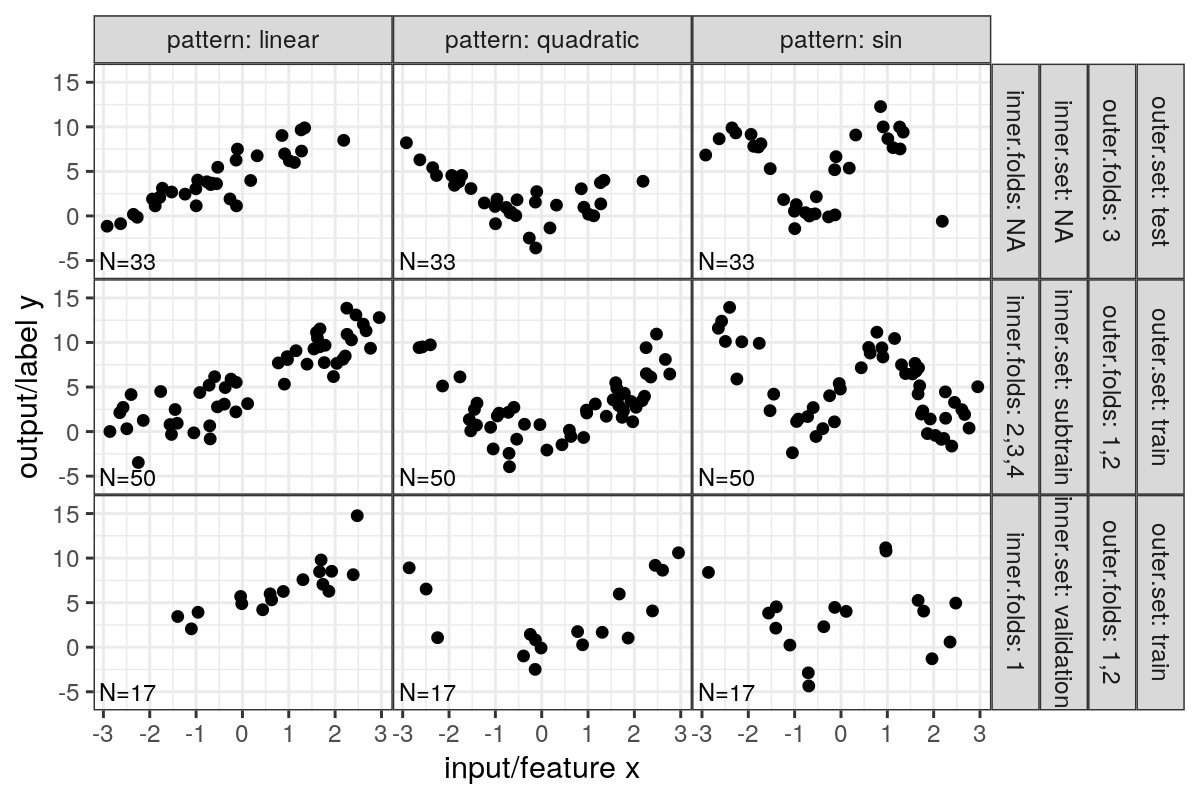 pattern: linear
pattern: quadratic
pattern: sin
15
10
5
0
-5
N=33
N=33
N=33
inner.folds: NA
inner.set: NA
outer.folds: 3
outer.set: test
15
10
5
0
-5
N=50
N=50
N=50
inner.folds: 2,3,4
inner.set: subtrain
outer.folds: 1,2
outer.set: train
15
10
5
0
-5
N=17
N=17
N=17
inner.folds: 1
inner.set: validation
outer.folds: 1,2
outer.set: train
output/label y
-3 -2 -1 0 1 2 3
-3 -2 -1 0 1 2 3
-3 -2 -1 0 1 2 3
input/feature x